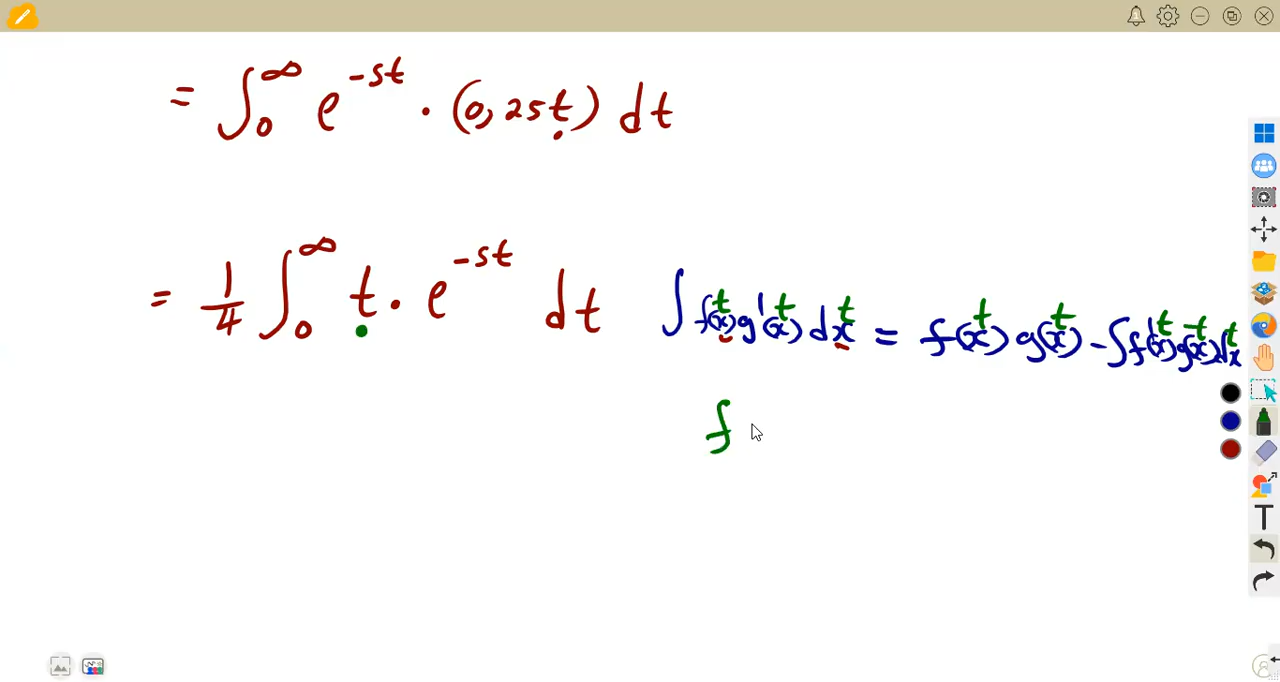 = ∫₀^∞ e^{-st} · (0,25t) dt
= 1/4 ∫₀^∞ t · e^{-st} dt
∫ f(x)g'(x) dx = f(x) g(x) - ∫ f'(x)g(x)dx
t t t t t t t t
f
T